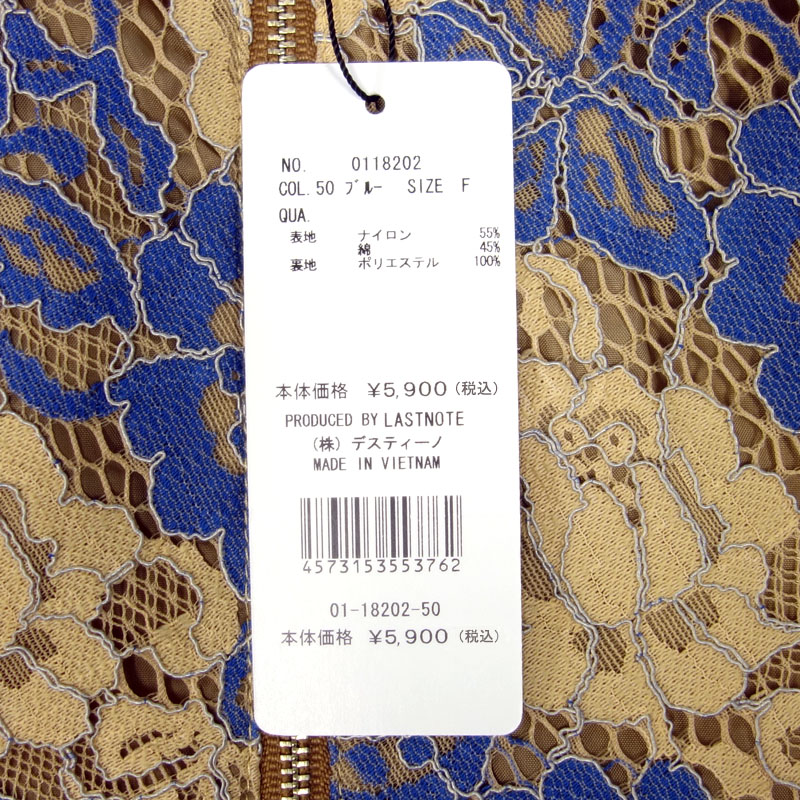 NO. 0118202
COL.50 ブルー SIZE F
QUA.
表地 ナイロン 55%
綿 45%
裏地 ポリエステル 100%
本体価格 ¥5,900(税込)
PRODUCED BY LASTNOTE
(株)デスティーノ
MADE IN VIETNAM
4573153553762
01-18202-50
本体価格 ¥5,900(税込)